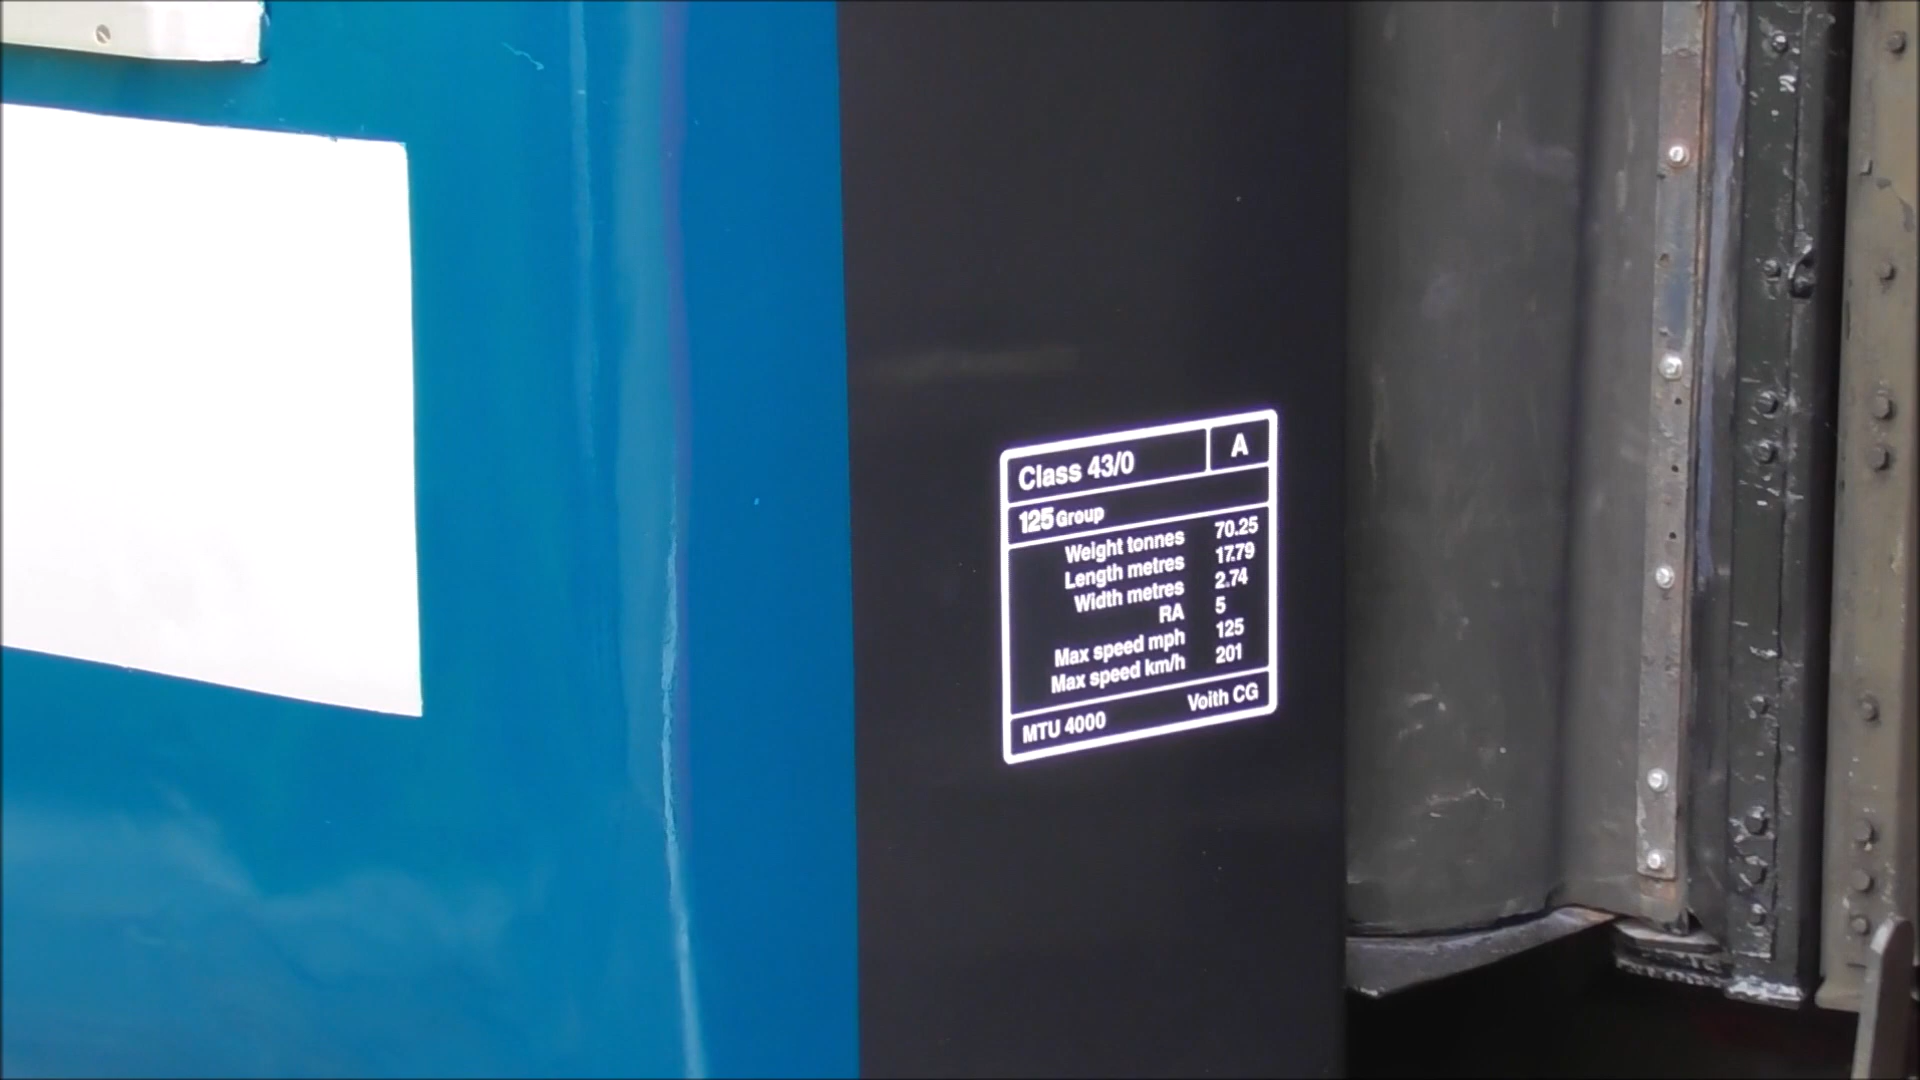 Class 43/0 A
125 Group
Weight tonnes 70.25
Length metres 17.79
Width metres 2.74
RA 5
Max speed mph 125
Max speed km/h 201
MTU 4000 Voith CG